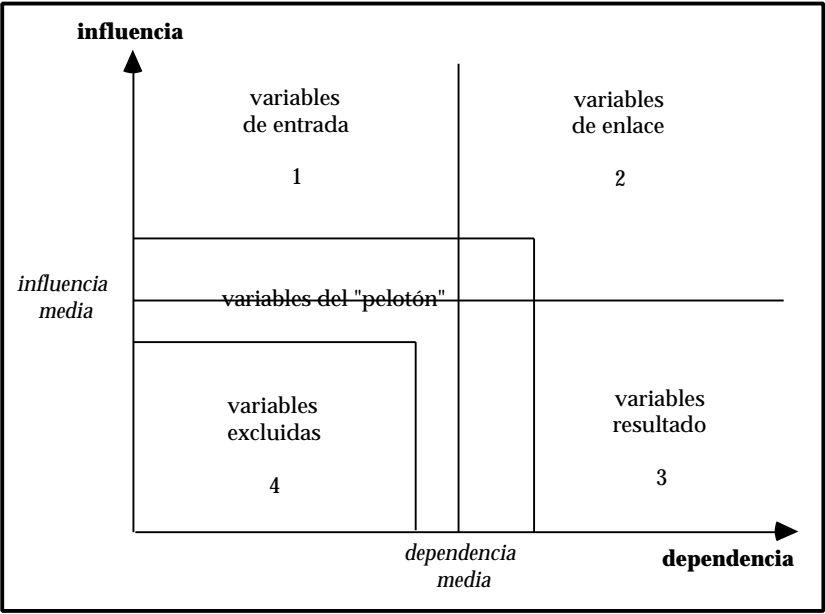 influencia
variables
de entrada
1
variables
de enlace
2
influencia
media
variables del "pelotón"
variables
excluidas
4
variables
resultado
3
dependencia
media
dependencia